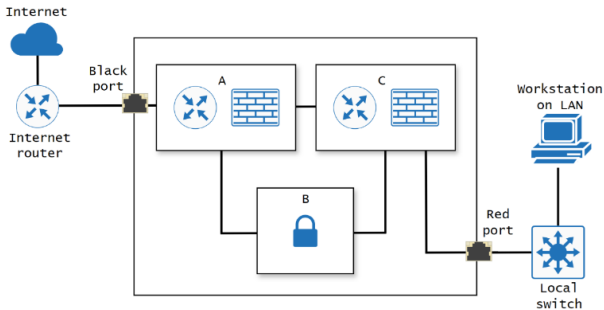 Internet
Black
port
A
C
Workstation
on LAN
Internet
router
B
Red
port
Local
switch